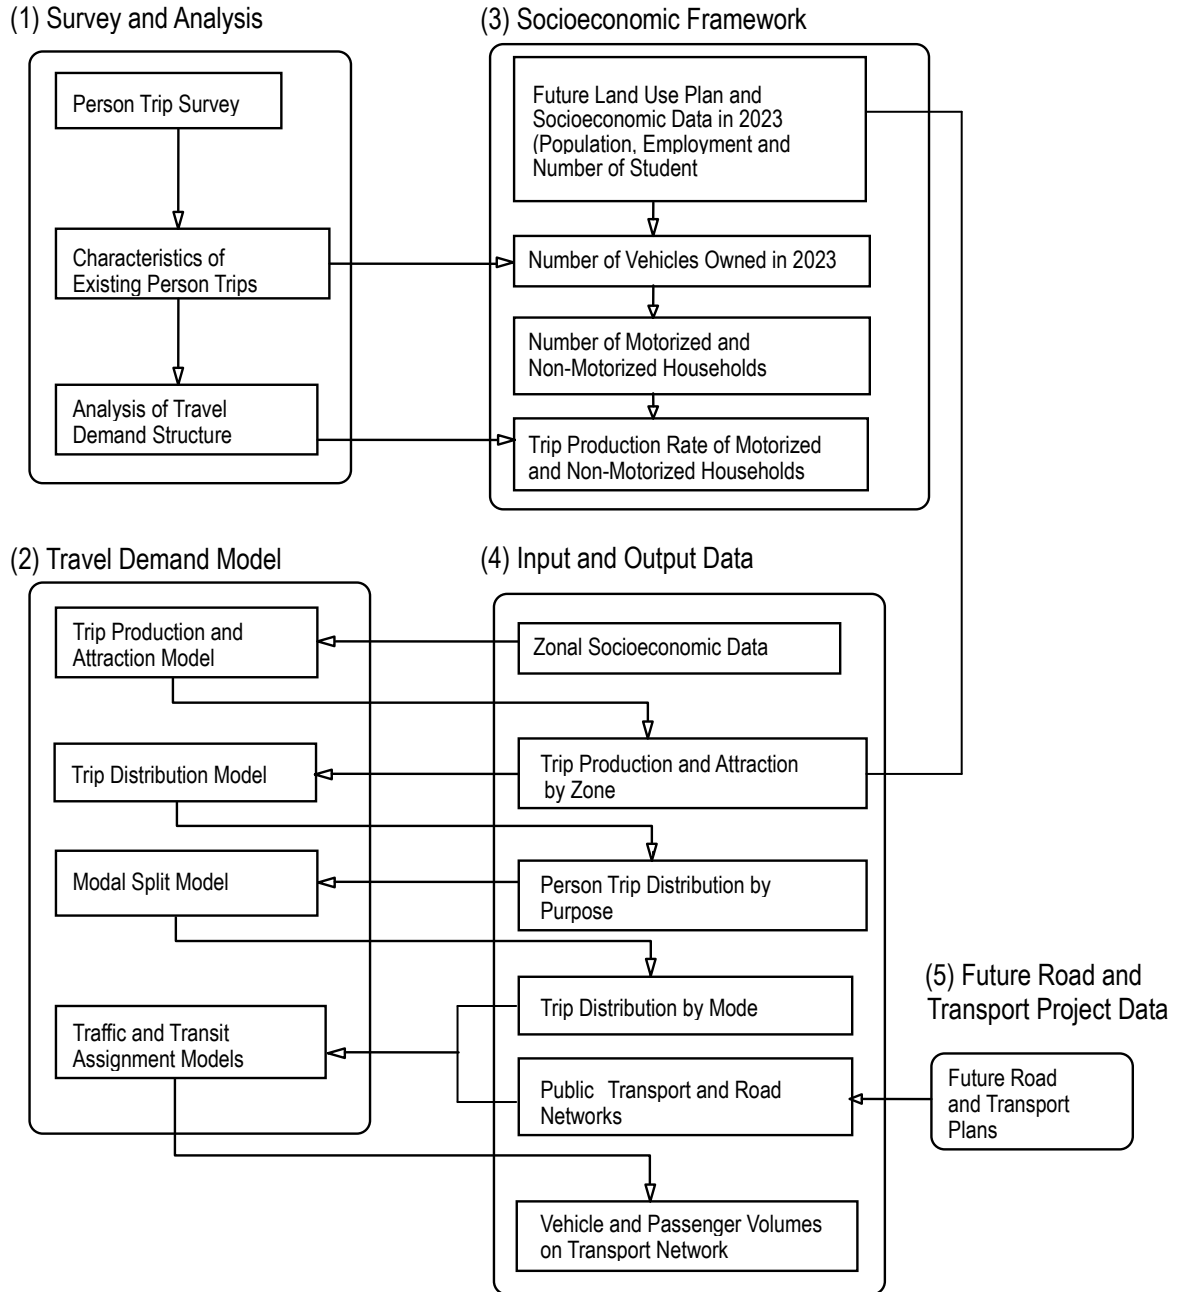 (1) Survey and Analysis
Person Trip Survey
Characteristics of
Existing Person Trips
Analysis of Travel
Demand Structure
(3) Socioeconomic Framework
Future Land Use Plan and
Socioeconomic Data in 2023
(Population, Employment and
Number of Student
Number of Vehicles Owned in 2023
Number of Motorized and
Non-Motorized Households
Trip Production Rate of Motorized
and Non-Motorized Households
(2) Travel Demand Model
Trip Production and
Attraction Model
Trip Distribution Model
Modal Split Model
Traffic and Transit
Assignment Models
(4) Input and Output Data
Zonal Socioeconomic Data
Trip Production and Attraction
by Zone
Person Trip Distribution by
Purpose
Trip Distribution by Mode
Public Transport and Road
Networks
Vehicle and Passenger Volumes
on Transport Network
(5) Future Road and
Transport Project Data
Future Road
and Transport
Plans